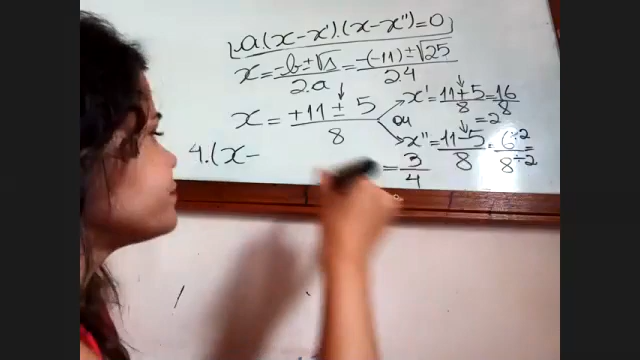 a.(x-x').(x-x'')=0
x = -b±√Δ / 2.a = -(-11)±√25 / 2.4
x = +11 ± 5 / 8
x' = 11+5 / 8 = 16 / 8 = 2
ou
x'' = 11-5 / 8 = 6 ÷2 / 8 ÷2 =
= 3 / 4
4.(x-